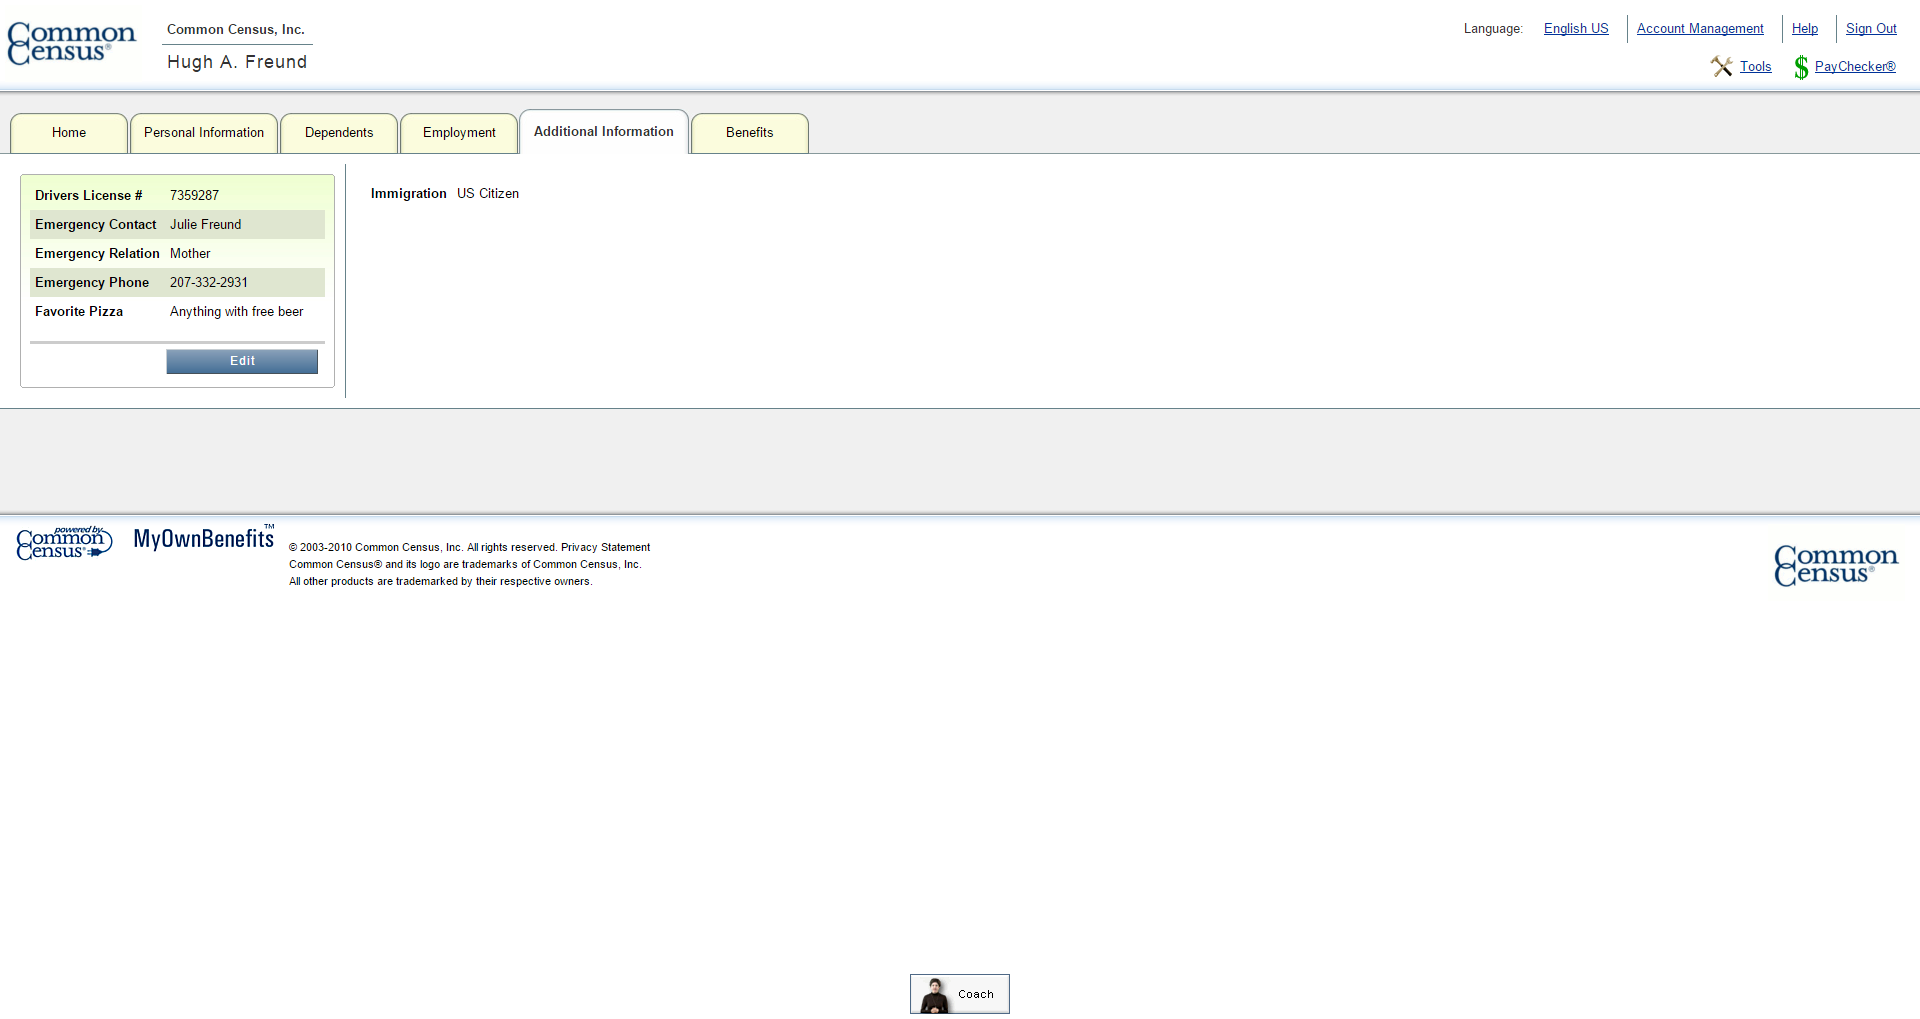 Common Census®
Common Census, Inc.
Hugh A. Freund
Language: English US Account Management Help Sign Out
Tools PayChecker®
Home Personal Information Dependents Employment Additional Information Benefits
Drivers License # 7359287
Emergency Contact Julie Freund
Emergency Relation Mother
Emergency Phone 207-332-2931
Favorite Pizza Anything with free beer
Edit
Immigration US Citizen
powered by
Common Census®
MyOwnBenefits™
© 2003-2010 Common Census, Inc. All rights reserved. Privacy Statement
Common Census® and its logo are trademarks of Common Census, Inc.
All other products are trademarked by their respective owners.
Common Census®
Coach